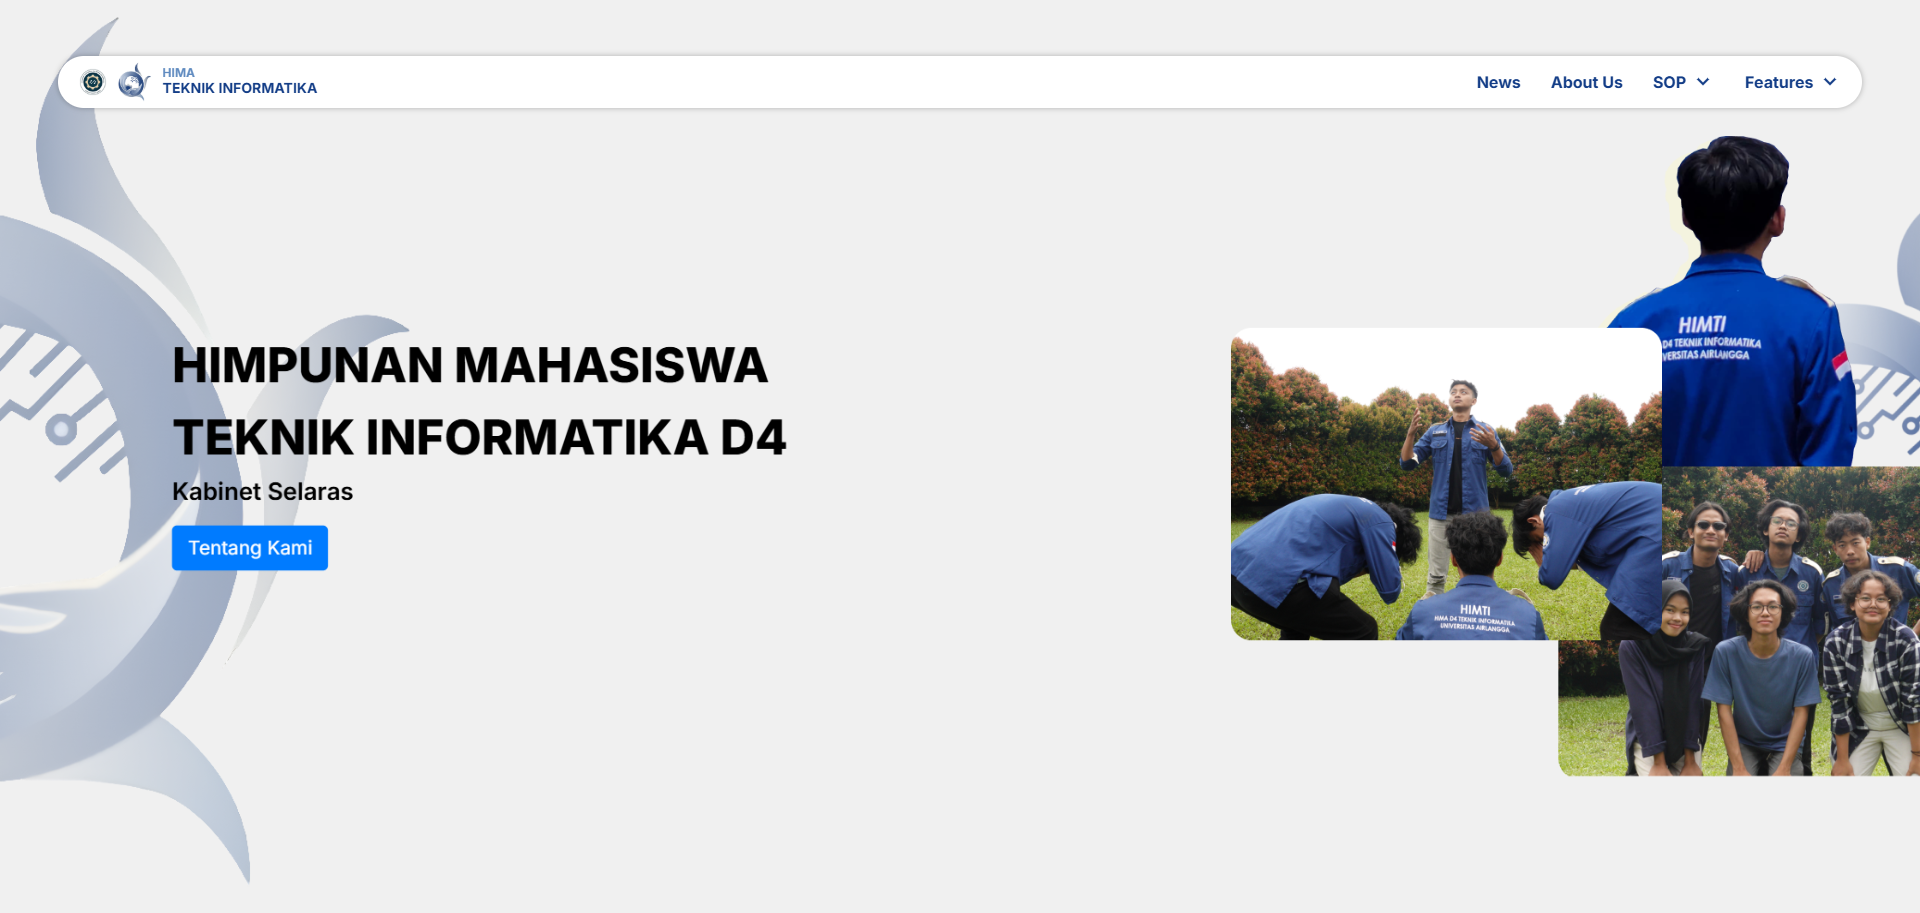 HIMA
TEKNIK INFORMATIKA
News
About Us
SOP
Features
HIMTI
D4 TEKNIK INFORMATIKA
VERSITAS AIRLANGGA
HIMPUNAN MAHASISWA
TEKNIK INFORMATIKA D4
Kabinet Selaras
Tentang Kami
HIMTI
HIMA D4 TEKNIK INFORMATIKA
UNIVERSITAS AIRLANGGA